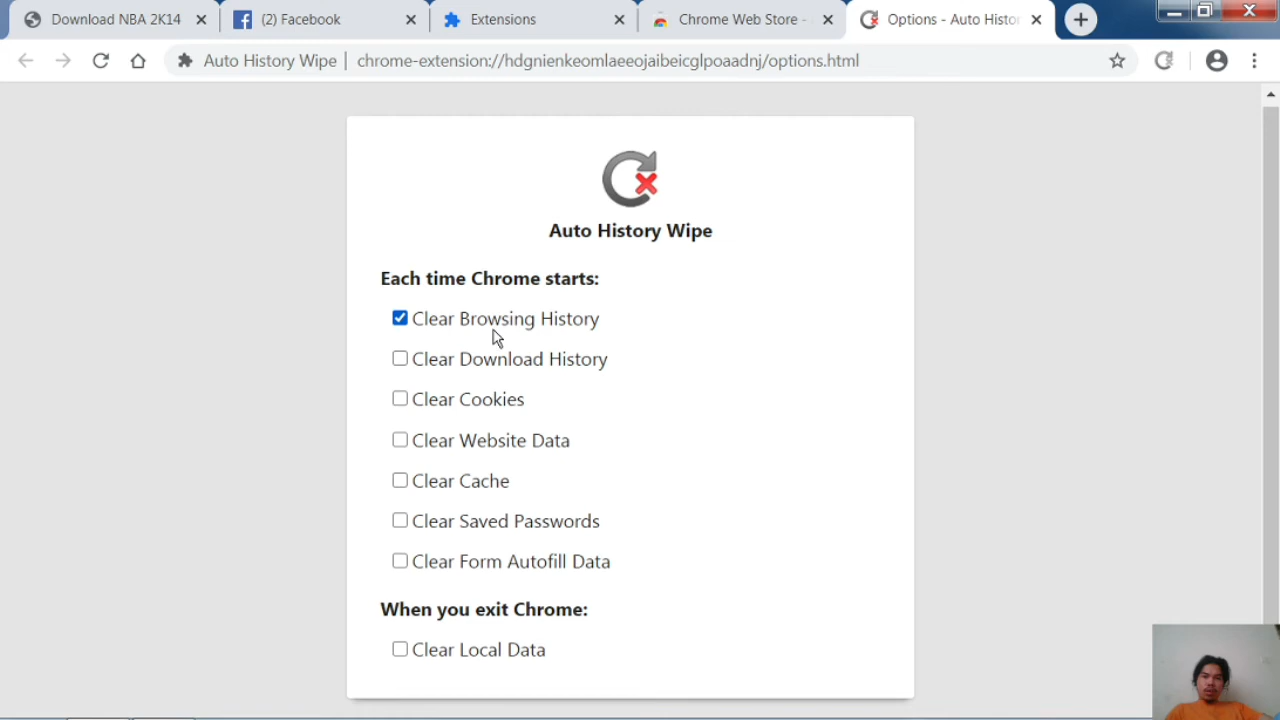 Download NBA 2K14
(2) Facebook
Extensions
Chrome Web Store -
Options - Auto Histo
Auto History Wipe | chrome-extension://hdgnienkeomlaeeojaibeicglpoaadnj/options.html
Auto History Wipe
Each time Chrome starts:
Clear Browsing History
Clear Download History
Clear Cookies
Clear Website Data
Clear Cache
Clear Saved Passwords
Clear Form Autofill Data
When you exit Chrome:
Clear Local Data